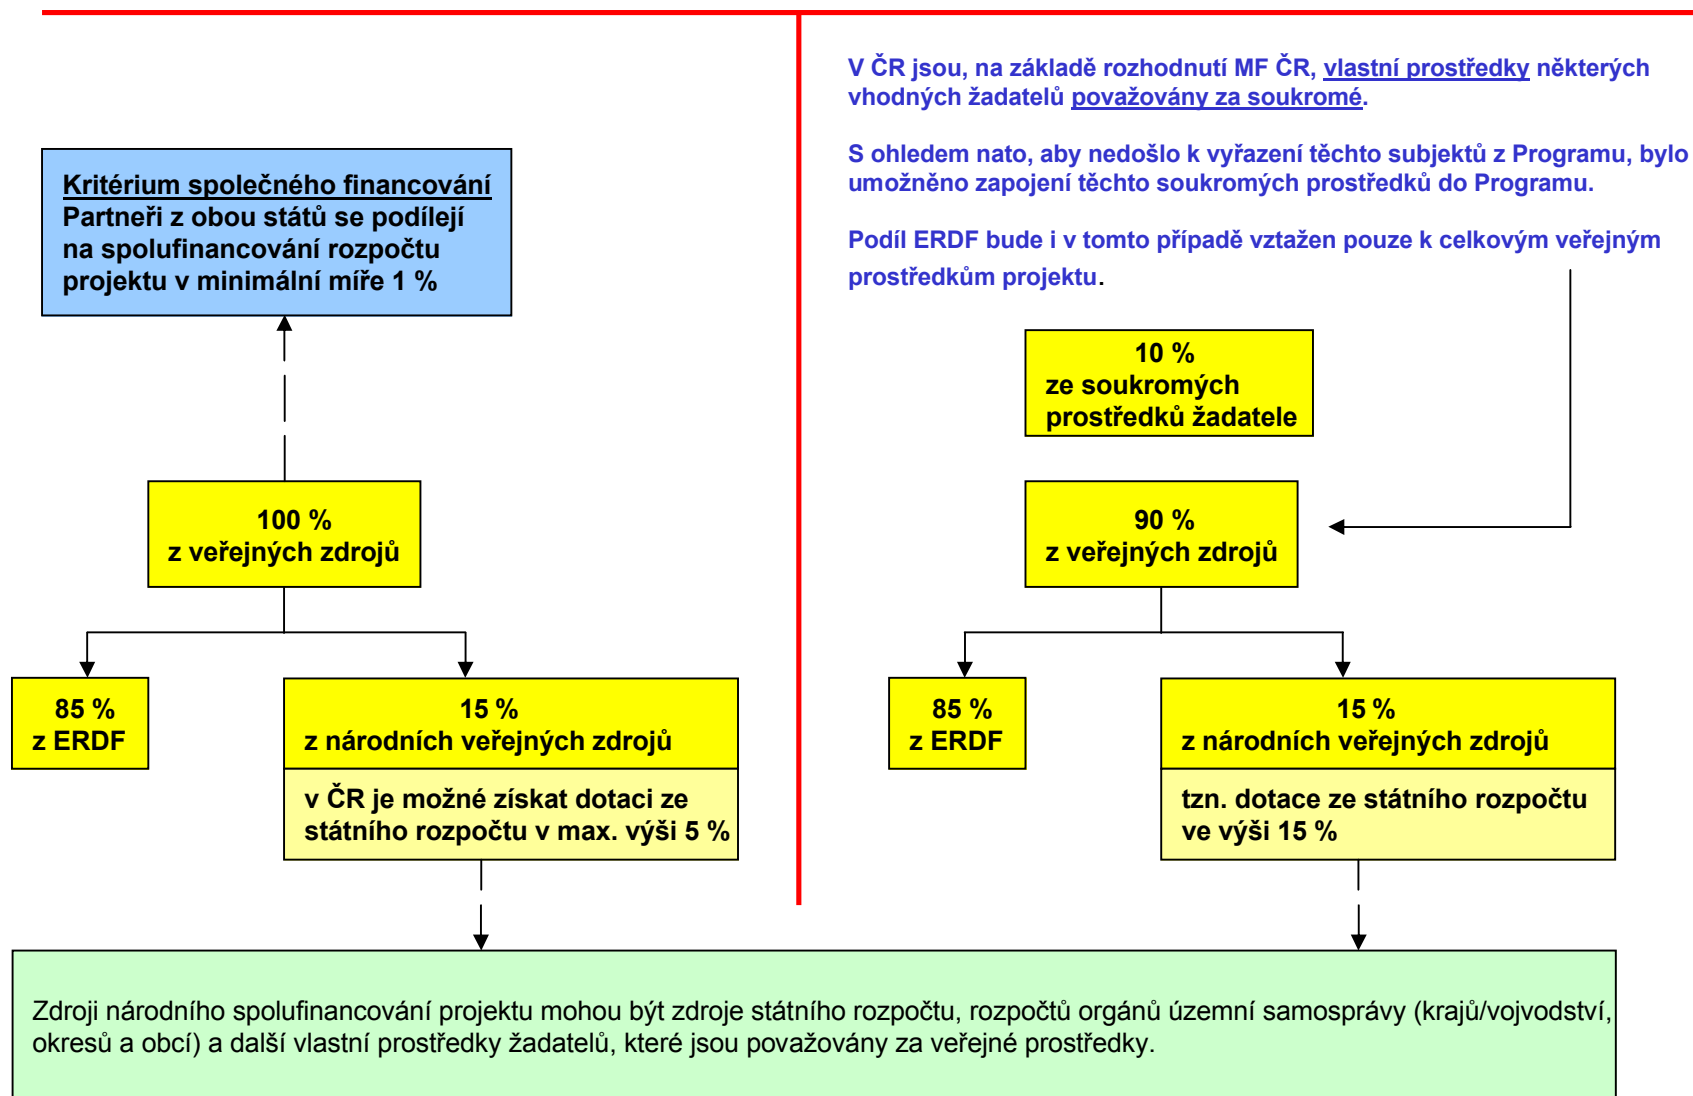 V ČR jsou, na základě rozhodnutí MF ČR, vlastní prostředky některých
vhodných žadatelů považovány za soukromé.
S ohledem nato, aby nedošlo k vyřazení těchto subjektů z Programu, bylo
umožněno zapojení těchto soukromých prostředků do Programu.
Podíl ERDF bude i v tomto případě vztažen pouze k celkovým veřejným
prostředkům projektu.
Kritérium společného financování
Partneři z obou států se podílejí
na spolufinancování rozpočtu
projektu v minimální míře 1 %
10 %
ze soukromých
prostředků žadatele
100 %
z veřejných zdrojů
90 %
z veřejných zdrojů
85 %
z ERDF
15 %
z národních veřejných zdrojů
v ČR je možné získat dotaci ze
státního rozpočtu v max. výši 5 %
85 %
z ERDF
15 %
z národních veřejných zdrojů
tzn. dotace ze státního rozpočtu
ve výši 15 %
Zdroji národního spolufinancování projektu mohou být zdroje státního rozpočtu, rozpočtů orgánů územní samosprávy (krajů/vojvodství,
okresů a obcí) a další vlastní prostředky žadatelů, které jsou považovány za veřejné prostředky.